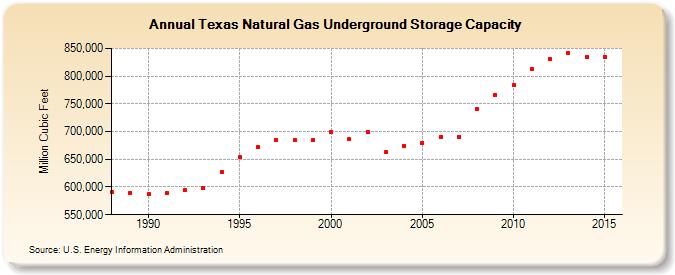 Annual Texas Natural Gas Underground Storage Capacity
Million Cubic Feet
850,000
800,000
750,000
700,000
650,000
600,000
550,000
1990 1995 2000 2005 2010 2015
Source: U.S. Energy Information Administration